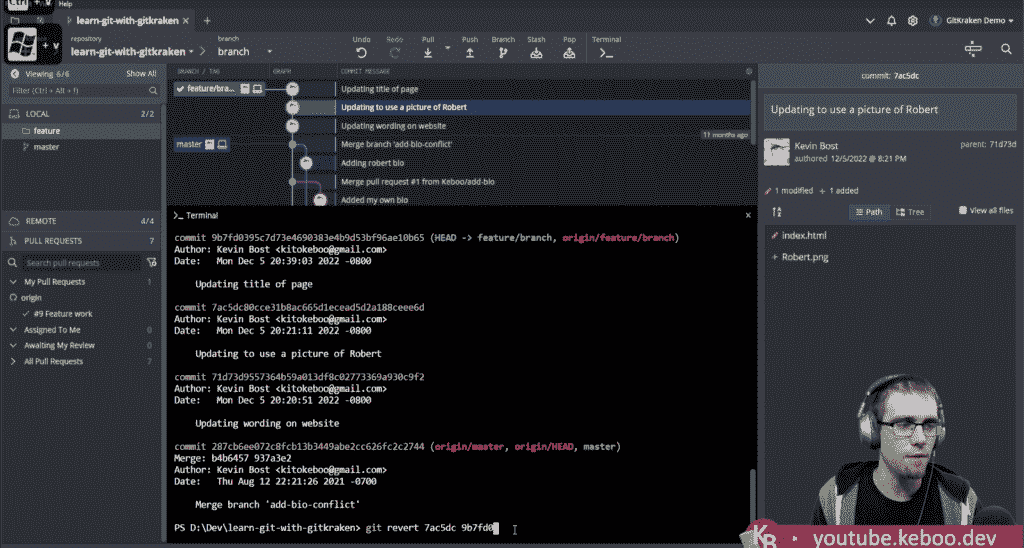 Ctrl + V
Help
learn-git-with-gitkraken
+ v
repository
learn-git-with-gitkraken
branch
branch
Undo
Redo
Pull
Push
Branch
Stash
Pop
Terminal
GitKraken Demo
Viewing 6/6
Show All
Filter (Ctrl + Alt + f)
LOCAL 2/2
feature
master
REMOTE 4/4
PULL REQUESTS 7
Search pull requests
My Pull Requests 1
origin
#9 Feature work
Assigned To Me 0
Awaiting My Review 0
All Pull Requests 7
BRANCH / TAG
GRAPH
COMMIT MESSAGE
feature/bra...
Updating title of page
Updating to use a picture of Robert
Updating wording on website
11 months ago
master
Merge branch 'add-bio-conflict'
Adding robert bio
Merge pull request #1 from Keboo/add-bio
Added my own bio
Terminal
commit 9b7fd0395c7d73e4690383e4b9d53bf96ae10b65 (HEAD -> feature/branch, origin/feature/branch)
Author: Kevin Bost <kitokeboo@gmail.com>
Date: Mon Dec 5 20:39:03 2022 -0800
Updating title of page
commit 7ac5dc80cce31b8ac665d1ecead5d2a188ceee6d
Author: Kevin Bost <kitokeboo@gmail.com>
Date: Mon Dec 5 20:21:11 2022 -0800
Updating to use a picture of Robert
commit 71d73d9557364b59a013df8c02773369a930c9f2
Author: Kevin Bost <kitokeboo@gmail.com>
Date: Mon Dec 5 20:20:51 2022 -0800
Updating wording on website
commit 287cb6ee072c8fcb13b3449abe2cc626fc2c2744 (origin/master, origin/HEAD, master)
Merge: b4b6457 937a3e2
Author: Kevin Bost <kitokeboo@gmail.com>
Date: Thu Aug 12 22:21:26 2021 -0700
Merge branch 'add-bio-conflict'
PS D:\Dev\learn-git-with-gitkraken> git revert 7ac5dc 9b7fd0
commit: 7ac5dc
Updating to use a picture of Robert
Kevin Bost
parent: 71d73d
authored 12/5/2022 @ 8:21 PM
1 modified + 1 added
Path
Tree
View all files
index.html
+ Robert.png
KB
youtube.keboo.dev